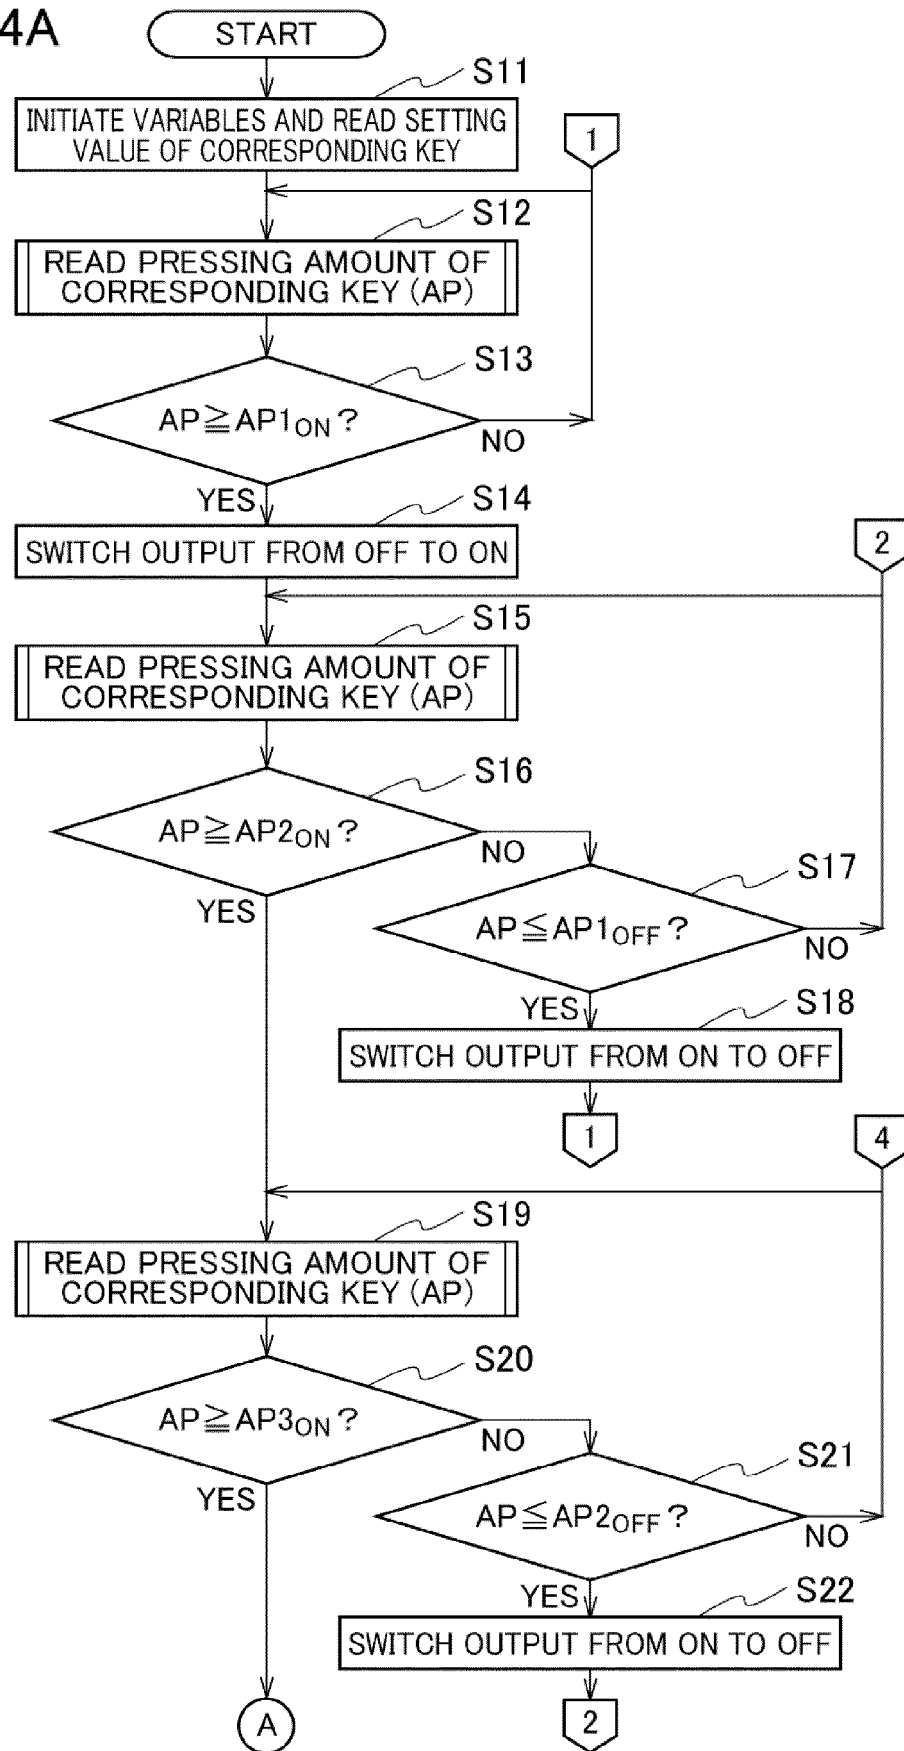 4A
START
S11
INITIATE VARIABLES AND READ SETTING
VALUE OF CORRESPONDING KEY
1
S12
READ PRESSING AMOUNT OF
CORRESPONDING KEY (AP)
S13
AP≧AP1ON?
NO
YES
S14
SWITCH OUTPUT FROM OFF TO ON
2
S15
READ PRESSING AMOUNT OF
CORRESPONDING KEY (AP)
S16
AP≧AP2ON?
NO
YES
S17
AP≦AP1OFF?
NO
YES
S18
SWITCH OUTPUT FROM ON TO OFF
1
4
S19
READ PRESSING AMOUNT OF
CORRESPONDING KEY (AP)
S20
AP≧AP3ON?
NO
YES
S21
AP≦AP2OFF?
NO
YES
S22
SWITCH OUTPUT FROM ON TO OFF
A
2